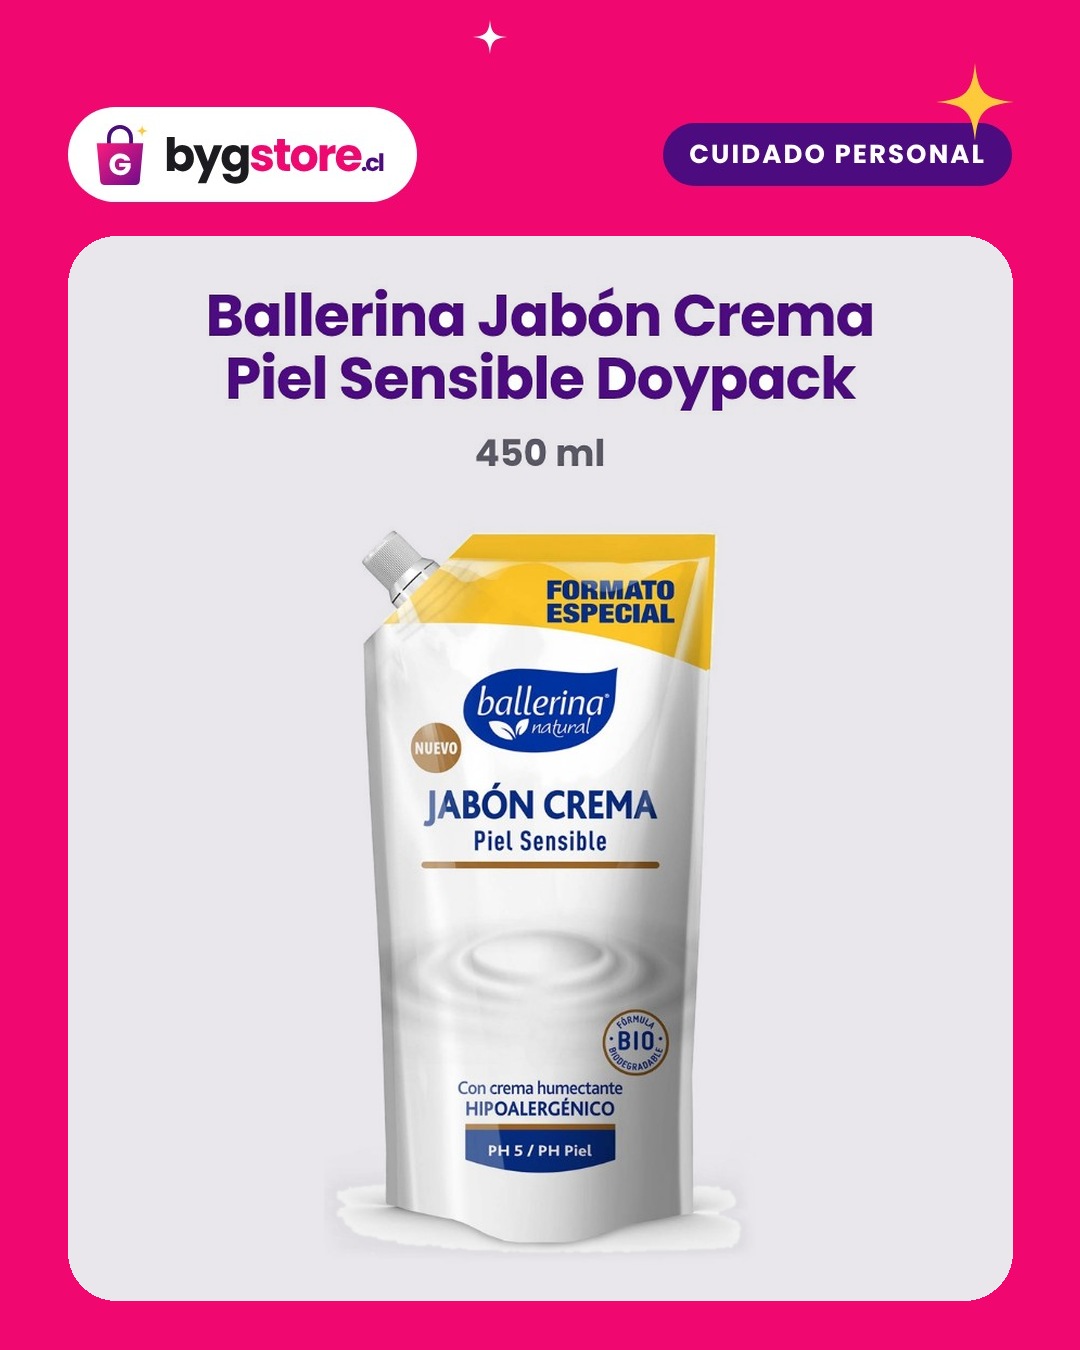 G
bygstore.cl
CUIDADO PERSONAL
Ballerina Jabón Crema
Piel Sensible Doypack
450 ml
FORMATO
ESPECIAL
ballerina®
natural
NUEVO
JABÓN CREMA
Piel Sensible
FÓRMULA
BIO
BIODEGRADABLE
Con crema humectante
HIPOALERGÉNICO
PH 5 / PH Piel